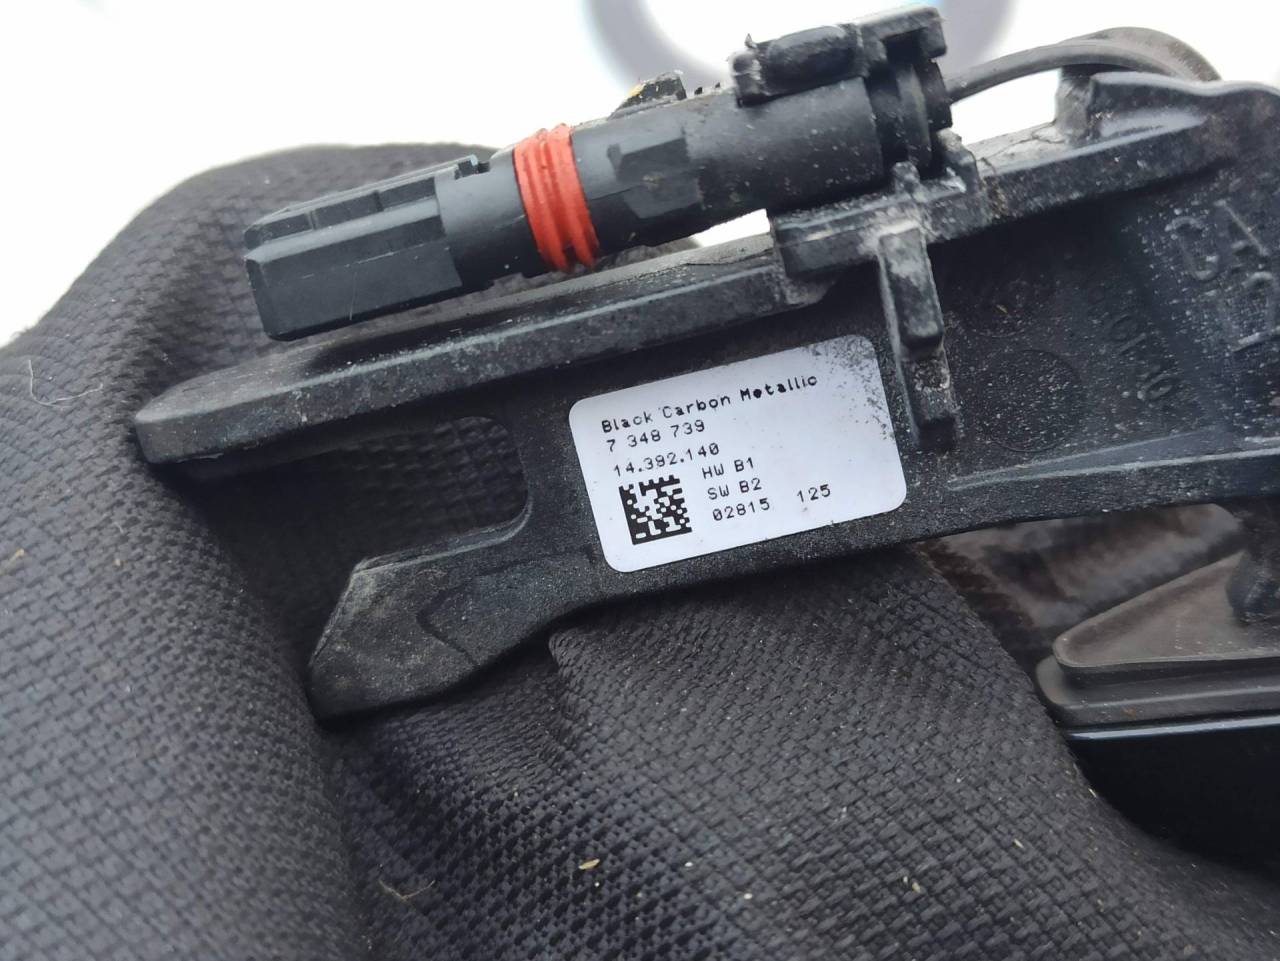 Black Carbon Metallic
7 348 739
14.392.140
HW B1
SW B2
02815 125